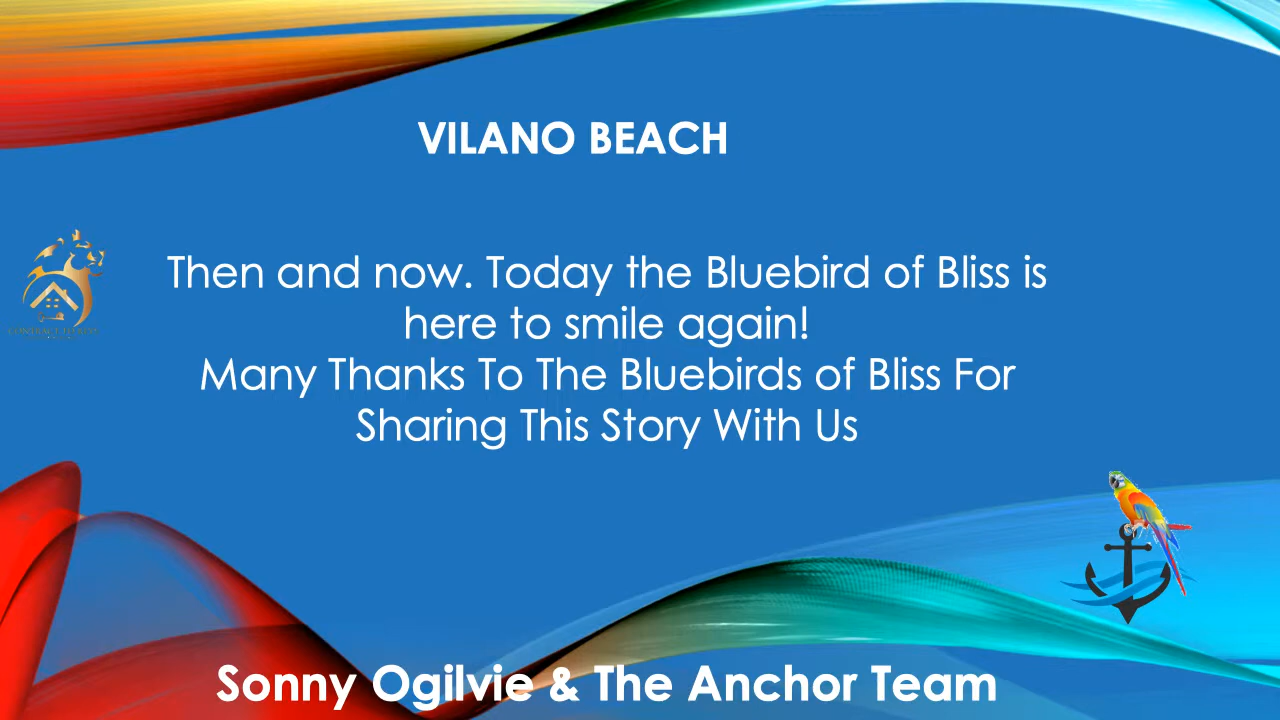 VILANO BEACH
Then and now. Today the Bluebird of Bliss is
here to smile again!
Many Thanks To The Bluebirds of Bliss For
Sharing This Story With Us
Sonny Ogilvie & The Anchor Team